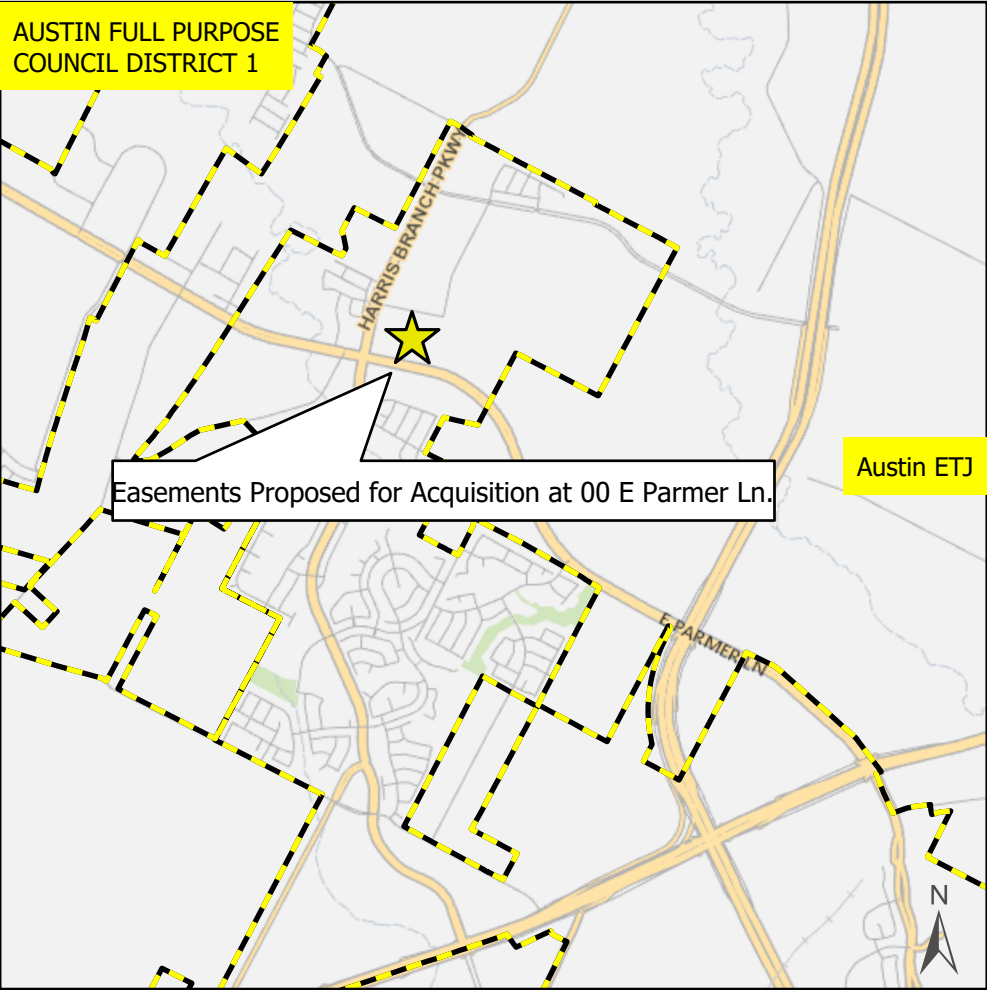 AUSTIN FULL PURPOSE
COUNCIL DISTRICT 1
HARRIS BRANCH PKWY
Austin ETJ
Easements Proposed for Acquisition at 00 E Parmer Ln.
E PARMER LN
N